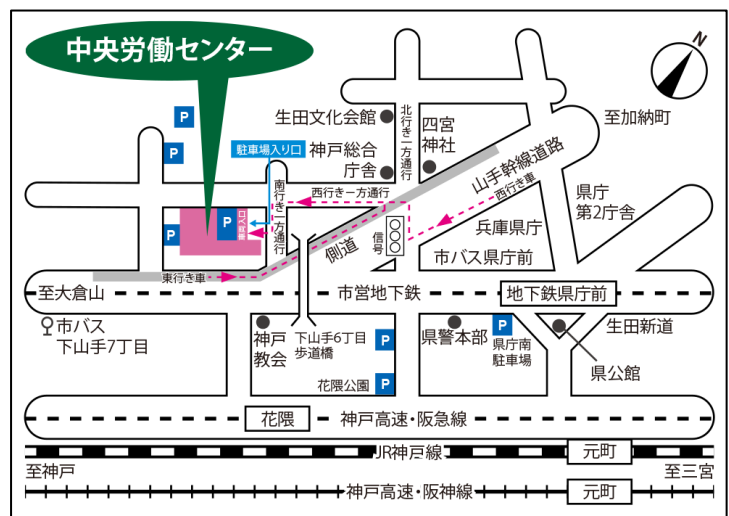 中央労働センター
N
P
生田文化会館
北行き一方通行
四宮
神社
至加納町
P
駐車場入り口
神戸総合
庁舎
山手幹線道路
西行き車
県庁
第2庁舎
南行き一方通行
西行き一方通行
P
P
信号
側道
兵庫県庁
市バス県庁前
東行き車
至大倉山
市営地下鉄
地下鉄県庁前
市バス
下山手7丁目
神戸
教会
下山手6丁目
歩道橋
P
県警本部
P
県庁南
駐車場
生田新道
県公館
花隈公園
P
花隈
神戸高速・阪急線
JR神戸線
元町
至神戸
至三宮
神戸高速・阪神線
元町